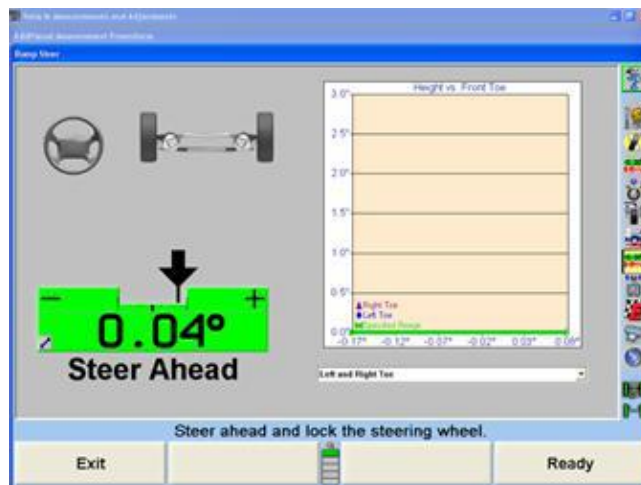 Ramp Steer
Height vs. Front Toe
3.0"
2.5"
2.0"
1.5"
1.0"
0.5"
0.0"
Right Toe
Left Toe
Specified Range
-0.17° -0.12° -0.07° -0.02° 0.03° 0.08°
- +
0.04°
Steer Ahead
Left and Right Toe
Steer ahead and lock the steering wheel.
Exit
Ready